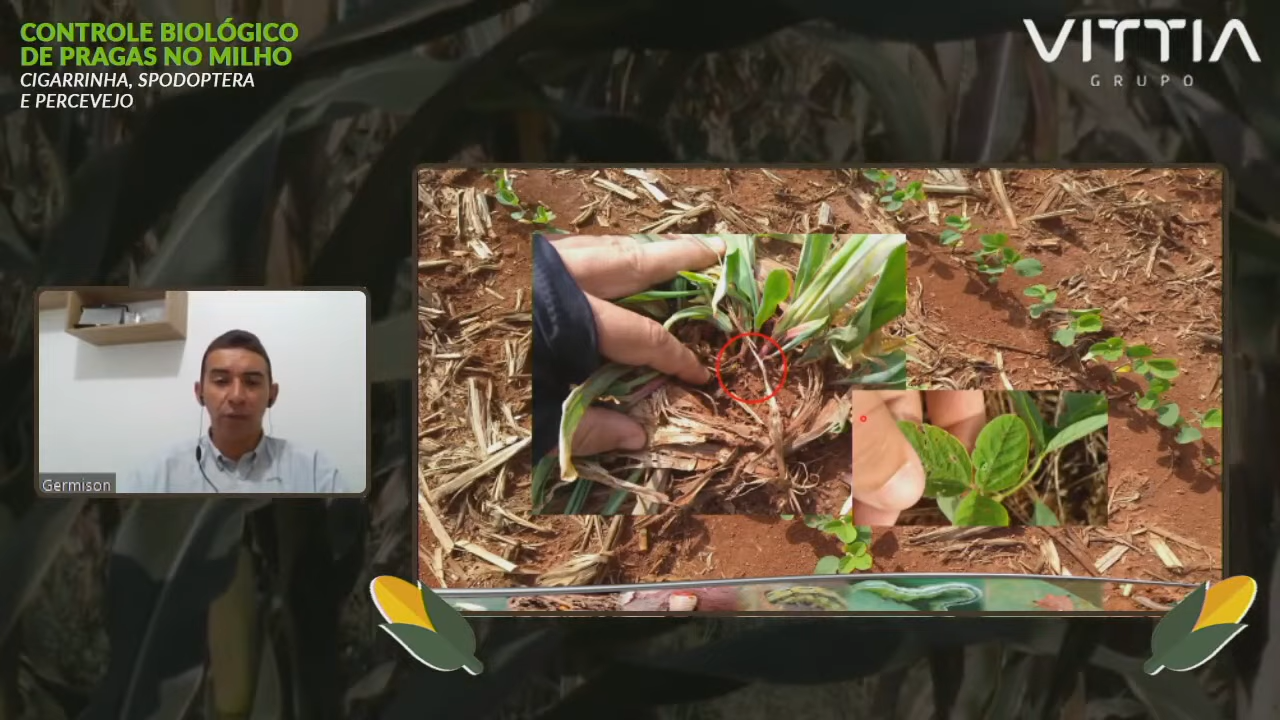 CONTROLE BIOLÓGICO
DE PRAGAS NO MILHO
CIGARRINHA, SPODOPTERA
E PERCEVEJO
VITTIA
GRUPO
Germison